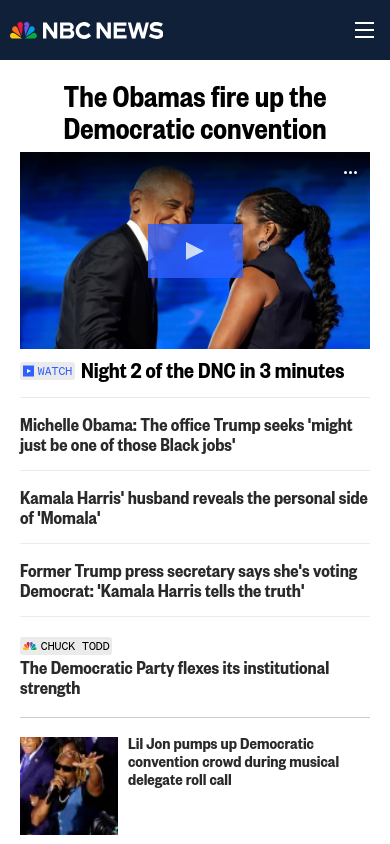 NBC NEWS
The Obamas fire up the
Democratic convention
WATCH Night 2 of the DNC in 3 minutes
Michelle Obama: The office Trump seeks 'might
just be one of those Black jobs'
Kamala Harris' husband reveals the personal side
of 'Momala'
Former Trump press secretary says she's voting
Democrat: 'Kamala Harris tells the truth'
CHUCK TODD
The Democratic Party flexes its institutional
strength
Lil Jon pumps up Democratic
convention crowd during musical
delegate roll call